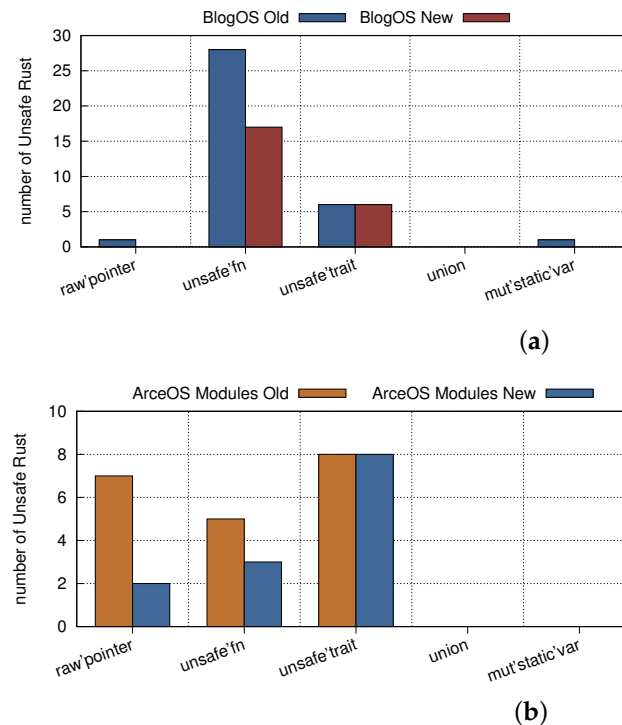 BlogOS Old BlogOS New
number of Unsafe Rust
30
25
20
15
10
5
0
raw'pointer unsafe'fn unsafe'trait union mut'static'var
(a)
ArceOS Modules Old ArceOS Modules New
number of Unsafe Rust
10
8
6
4
2
0
raw'pointer unsafe'fn unsafe'trait union mut'static'var
(b)